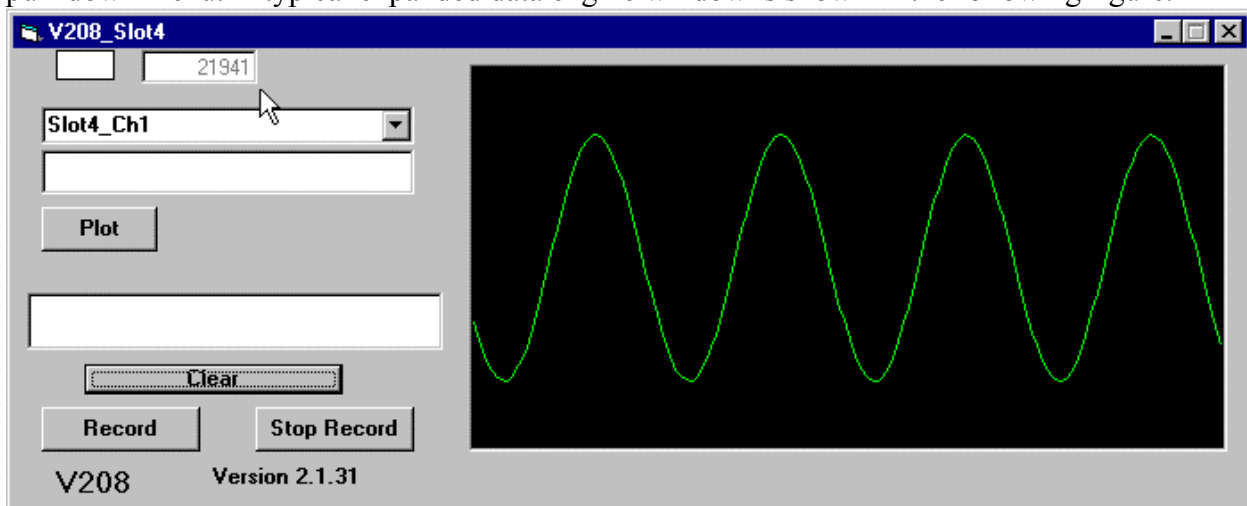 V208_Slot4
21941
Slot4_Ch1
Plot
Clear
Record Stop Record
V208 Version 2.1.31